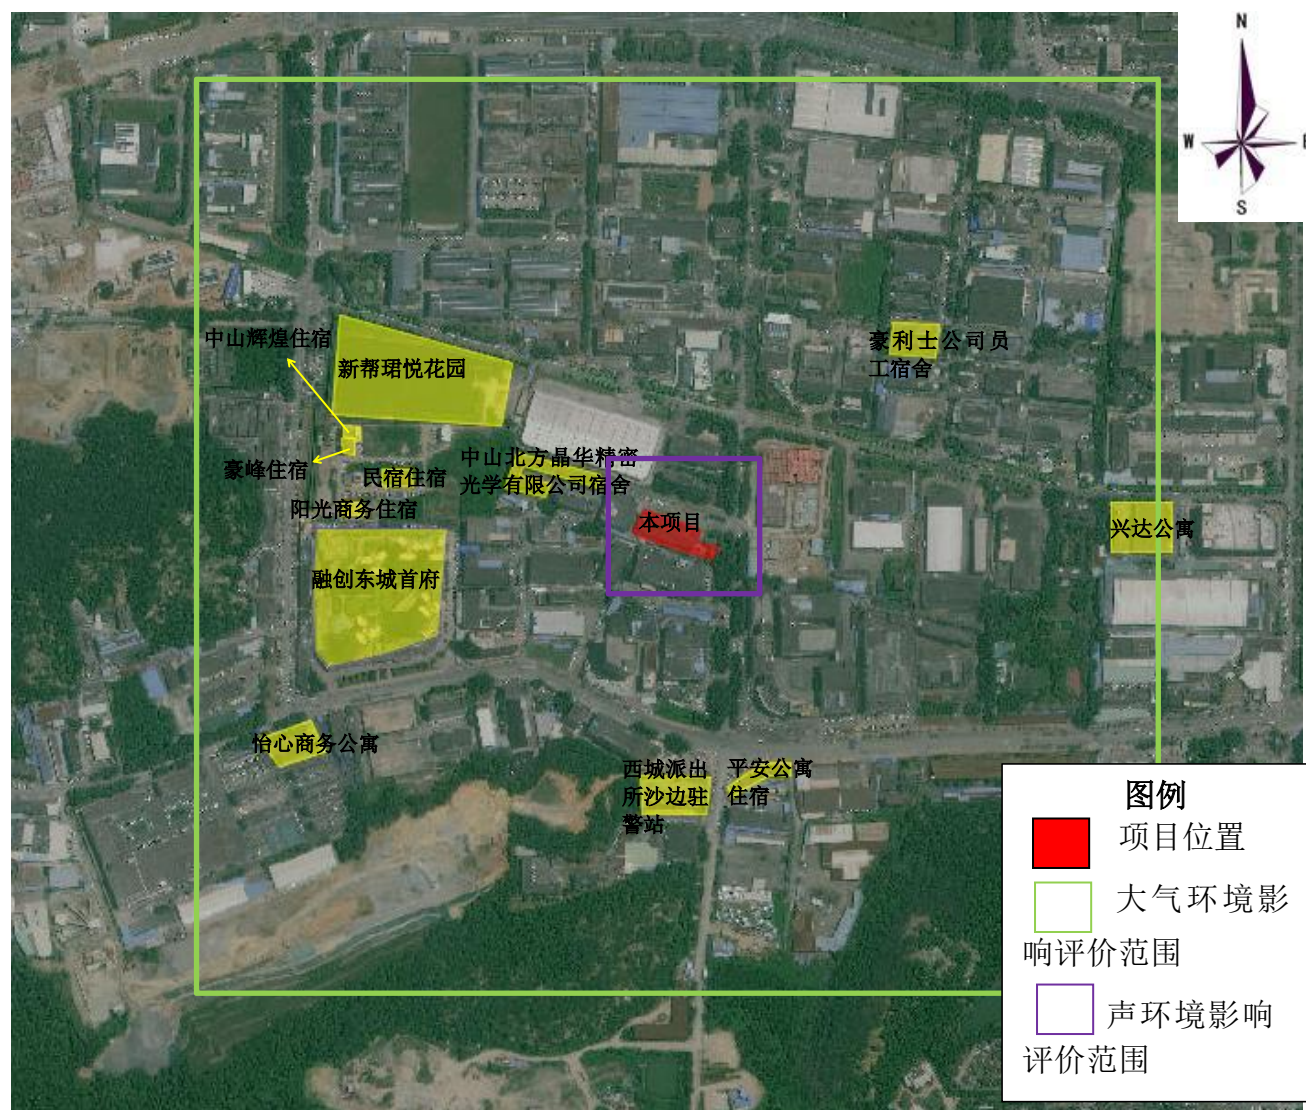 N
W
E
S
中山辉煌住宿
新帮珺悦花园
豪利士公司员
工宿舍
豪峰住宿
民宿住宿
中山北方晶华精密
光学有限公司宿舍
阳光商务住宿
本项目
兴达公寓
融创东城首府
怡心商务公寓
西城派出
所沙边驻
警站
平安公寓
住宿
图例
项目位置
大气环境影
响评价范围
声环境影响
评价范围